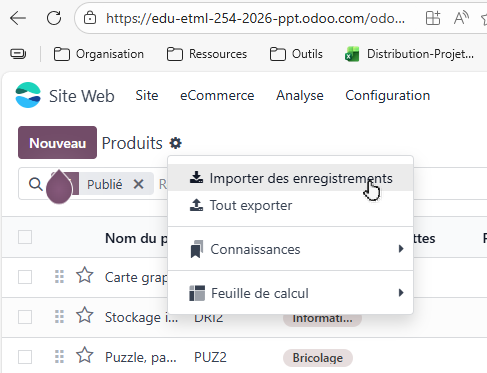 https://edu-etml-254-2026-ppt.odoo.com/odo...
Organisation Ressources Outils Distribution-Projet...
Site Web Site eCommerce Analyse Configuration
Nouveau Produits
Publié
Importer des enregistrements
Tout exporter
Connaissances
Feuille de calcul
Nom du
Carte
Stockage i... DRI2 Informati...
Puzzle, pa... PUZ2 Bricolage